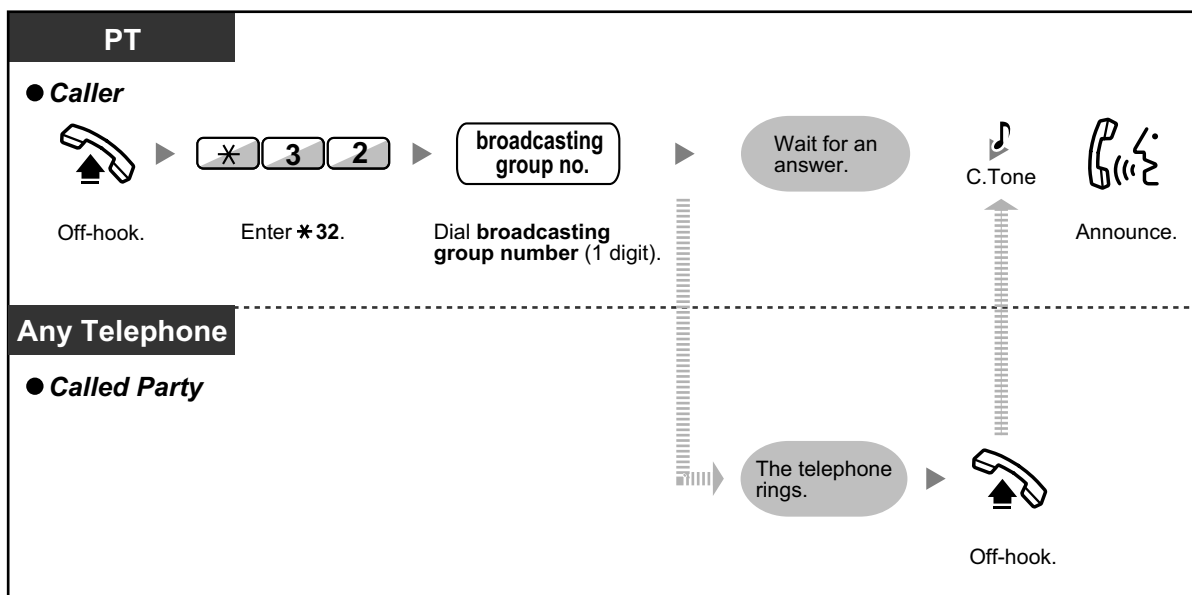 PT
● Caller
✳ 3 2
broadcasting
group no.
Wait for an
answer.
C.Tone
Off-hook.
Enter ✳ 32.
Dial broadcasting
group number (1 digit).
Announce.
Any Telephone
● Called Party
The telephone
rings.
Off-hook.